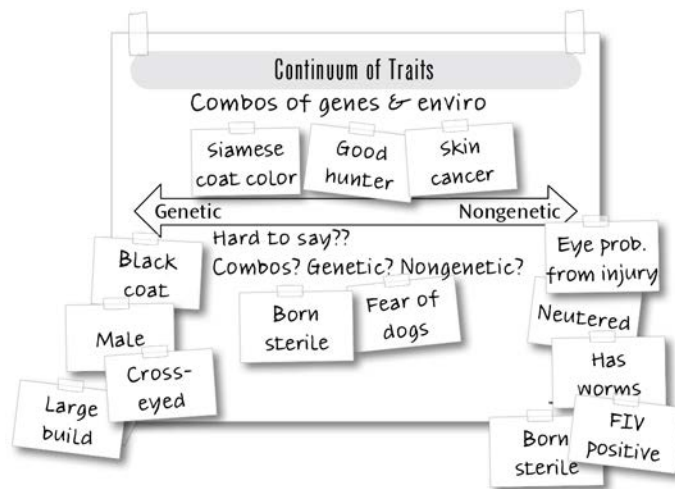 Continuum of Traits
Combos of genes & enviro
Siamese
coat color
Good
hunter
Skin
cancer
Genetic
Nongenetic
Hard to say??
Combos? Genetic? Nongenetic?
Born
sterile
Fear of
dogs
Black
coat
Male
Cross-
eyed
Large
build
Eye prob.
from injury
Neutered
Has
worms
FIV
positive
Born
sterile